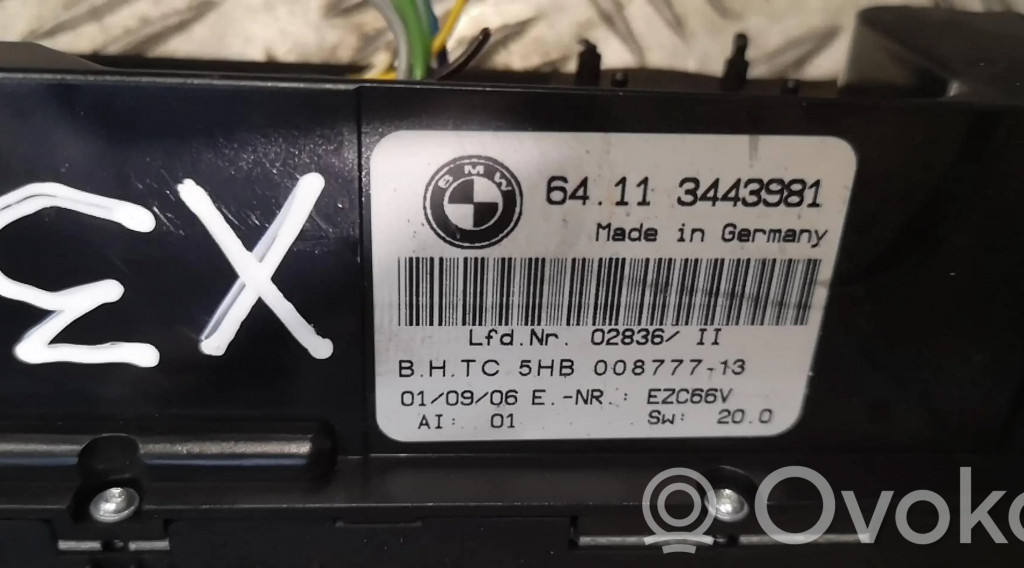 BMW
64.11 3443981
Made in Germany
Lfd.Nr. 02836/ II
B.H.TC 5HB 008777-13
01/09/06 E.-NR.: EZC66V
AI: 01 Sw: 20.0
X3
Ovoko